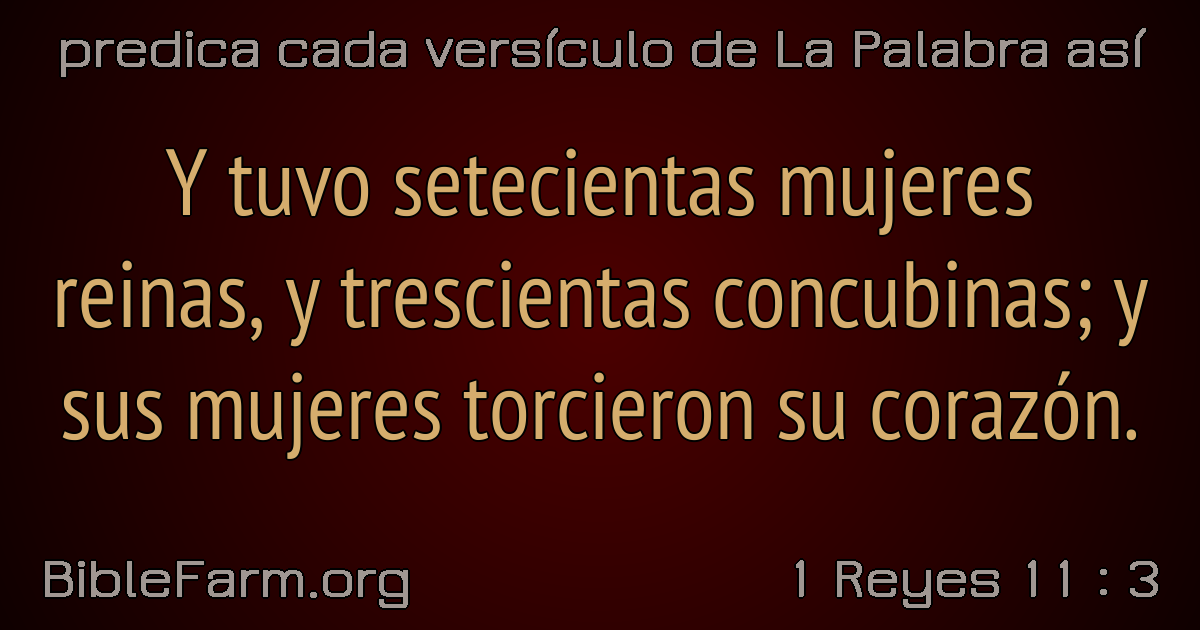 predica cada versículo de La Palabra así
Y tuvo setecientas mujeres
reinas, y trescientas concubinas; y
sus mujeres torcieron su corazón.
BibleFarm.org
1 Reyes 11 : 3